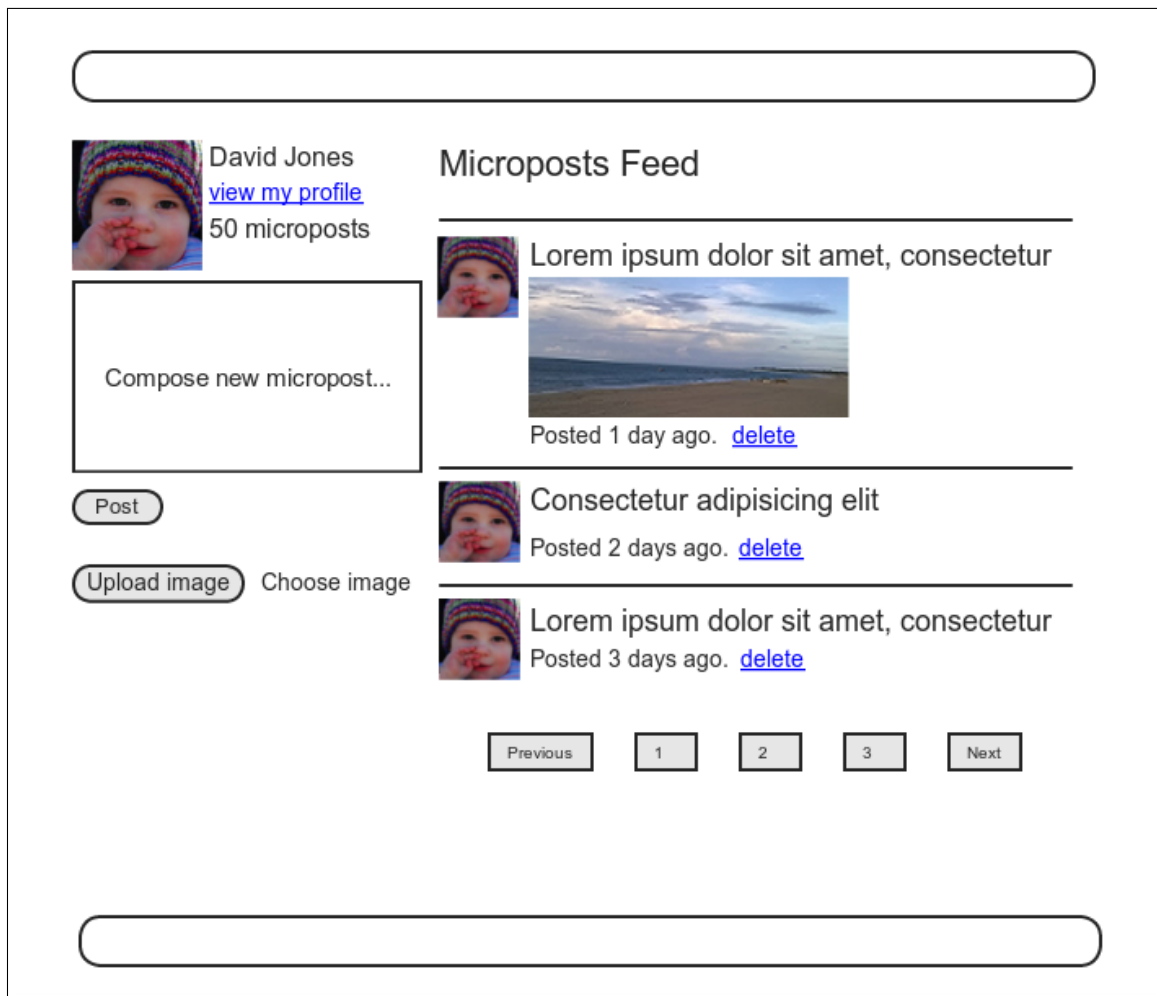 David Jones
view my profile
50 microposts
Compose new micropost...
Post
Upload image Choose image
Microposts Feed
Lorem ipsum dolor sit amet, consectetur
Posted 1 day ago. delete
Consectetur adipisicing elit
Posted 2 days ago. delete
Lorem ipsum dolor sit amet, consectetur
Posted 3 days ago. delete
Previous 1 2 3 Next